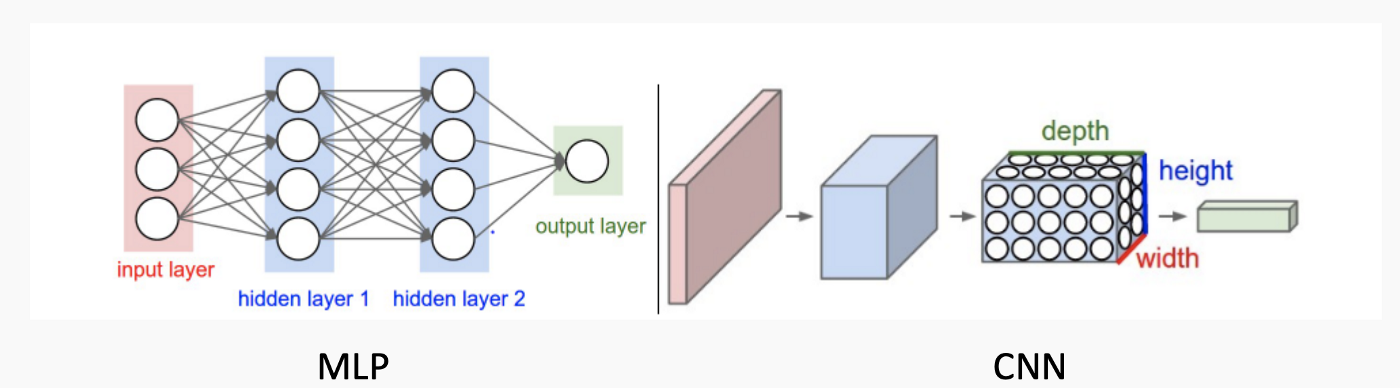 input layer
hidden layer 1
hidden layer 2
output layer
depth
height
width
MLP
CNN